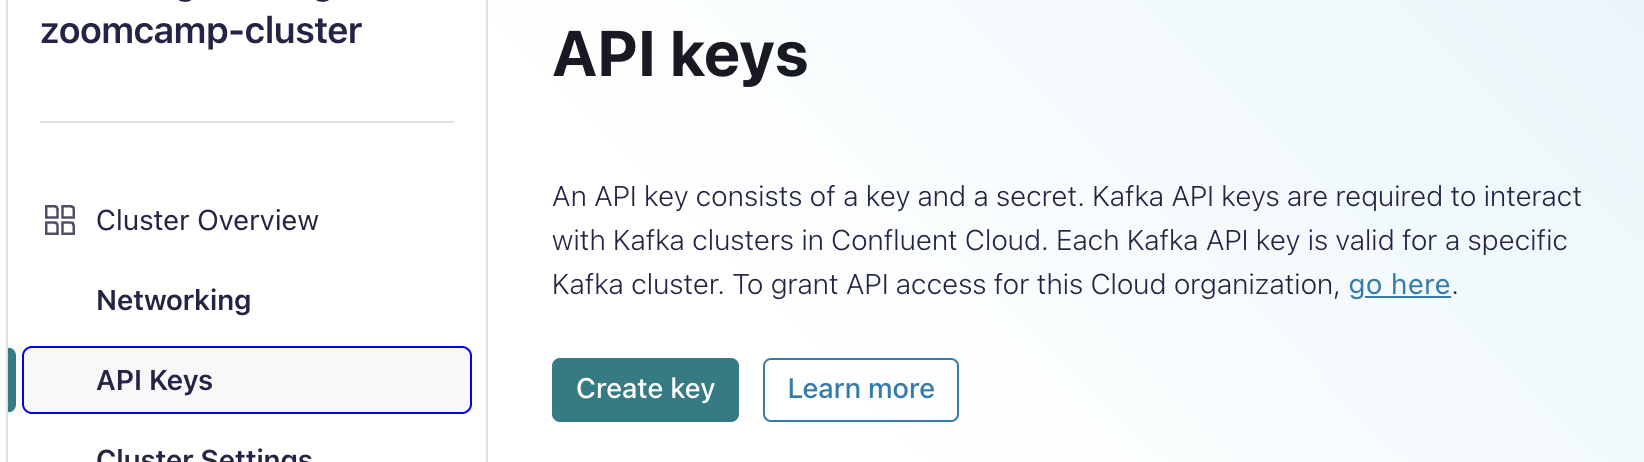 zoomcamp-cluster
Cluster Overview
Networking
API Keys
Cluster Settings
API keys
An API key consists of a key and a secret. Kafka API keys are required to interact
with Kafka clusters in Confluent Cloud. Each Kafka API key is valid for a specific
Kafka cluster. To grant API access for this Cloud organization, go here.
Create key
Learn more